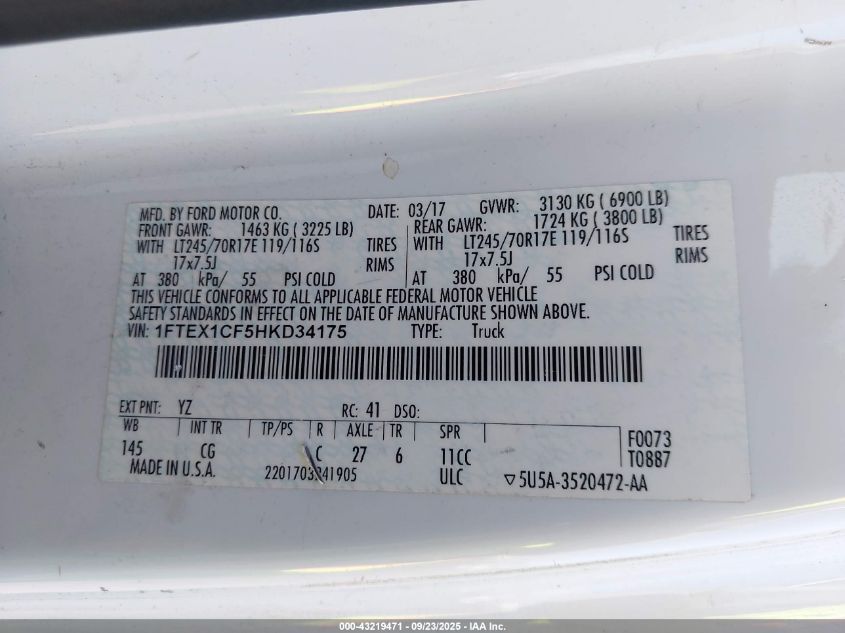 MFD. BY FORD MOTOR CO. DATE: 03/17 GVWR: 3130 KG ( 6900 LB)
FRONT GAWR: 1463 KG ( 3225 LB) REAR GAWR: 1724 KG ( 3800 LB)
WITH LT245/70R17E 119/116S TIRES WITH LT245/70R17E 119/116S TIRES
17x7.5J RIMS 17x7.5J RIMS
AT 380 kPa/ 55 PSI COLD AT 380 kPa/ 55 PSI COLD
THIS VEHICLE CONFORMS TO ALL APPLICABLE FEDERAL MOTOR VEHICLE
SAFETY STANDARDS IN EFFECT ON THE DATE OF MANUFACTURE SHOWN ABOVE.
VIN: 1FTEX1CF5HKD34175 TYPE: Truck
EXT PNT: YZ RC: 41 DSO:
WB INT TR TP/PS R AXLE TR SPR
145 CG C 27 6 11CC F0073
MADE IN U.S.A. ULC T0887
▽5U5A-3520472-AA
000-43219471 - 09/23/2025 - IAA Inc.